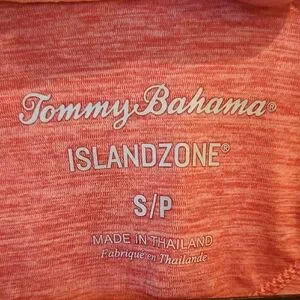 Tommy Bahama®
ISLANDZONE®
S/P
MADE IN THAILAND
Fabriqué en Thaïlande